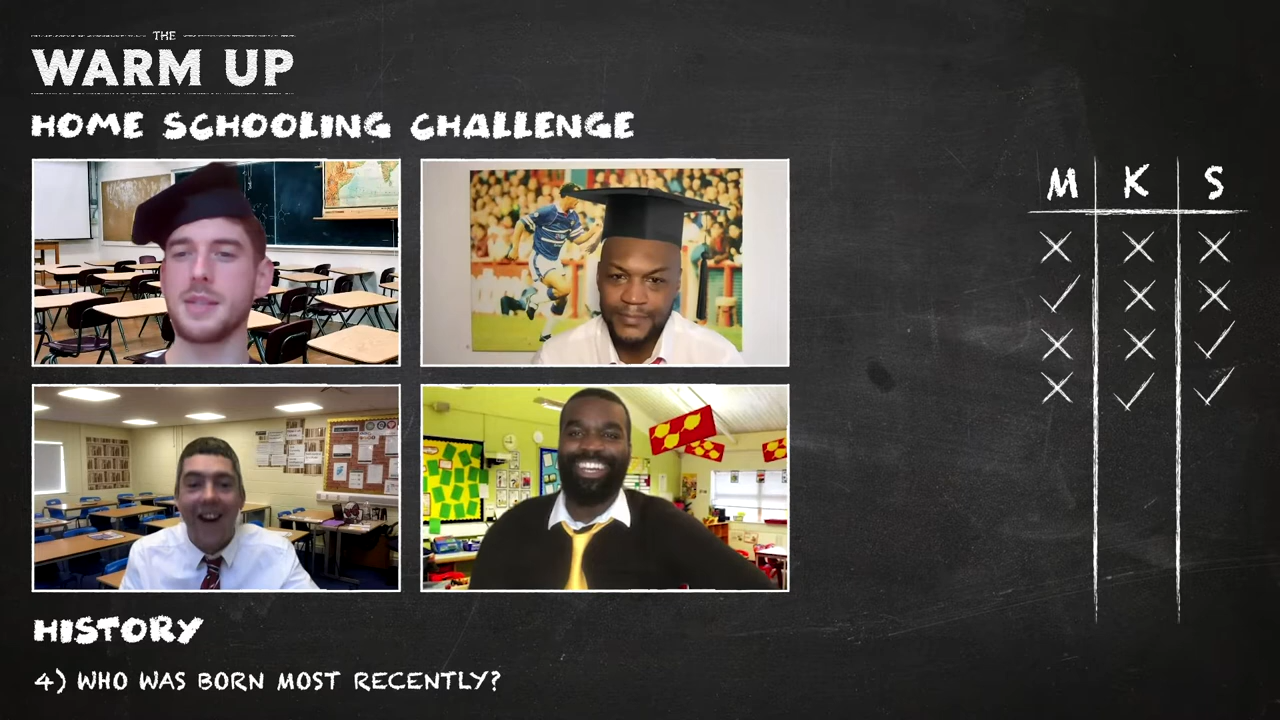 THE
WARM UP
HOME SCHOOLING CHALLENGE
M K S
HISTORY
4) WHO WAS BORN MOST RECENTLY?